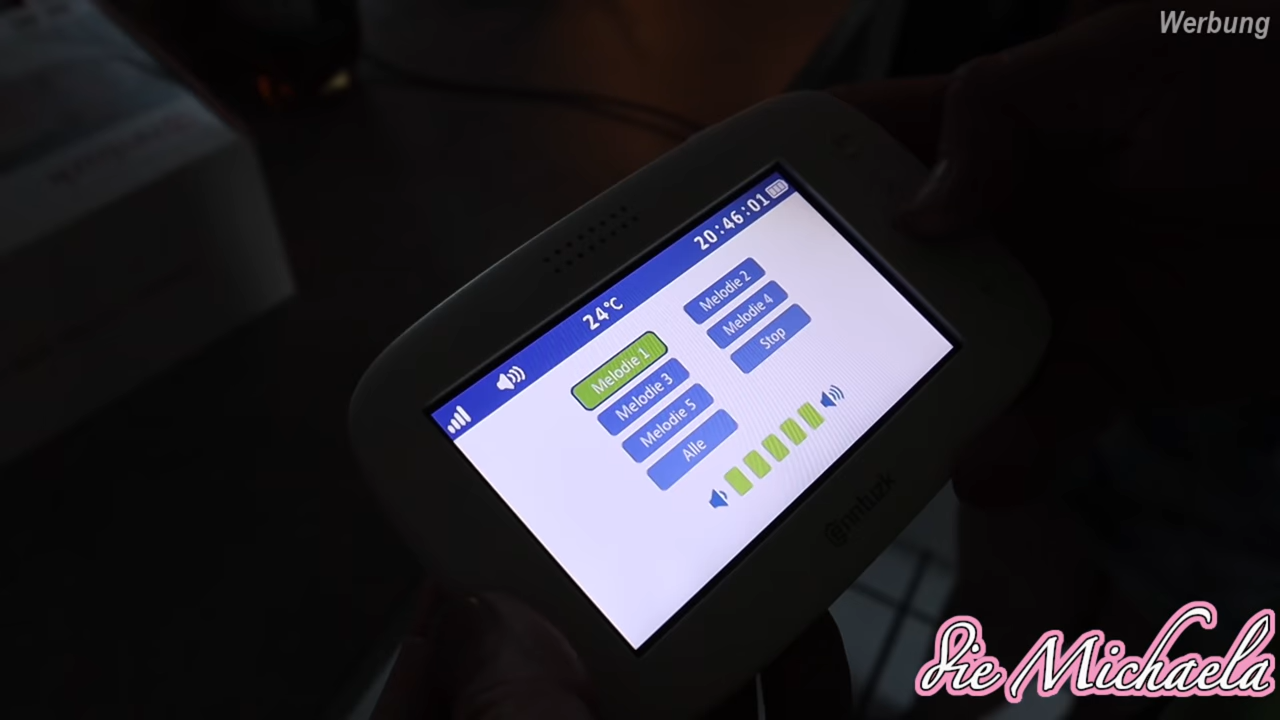 Werbung
24°C 20:46:01
Melodie 1 Melodie 2
Melodie 3 Melodie 4
Melodie 5 Stop
Alle
Die Michaela